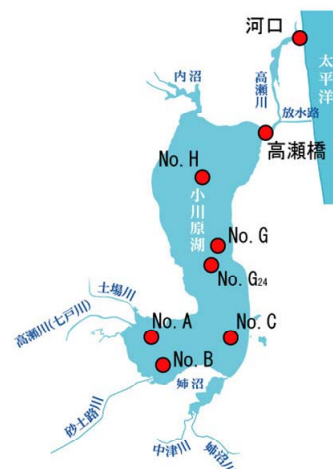 河口
太平洋
内沼
高瀬川
放水路
高瀬橋
No.H
小川原湖
No.G
No.G24
土場川
No.A
No.C
高瀬川(七戸川)
No.B
姉沼
砂土路川
中津川
姉沼川